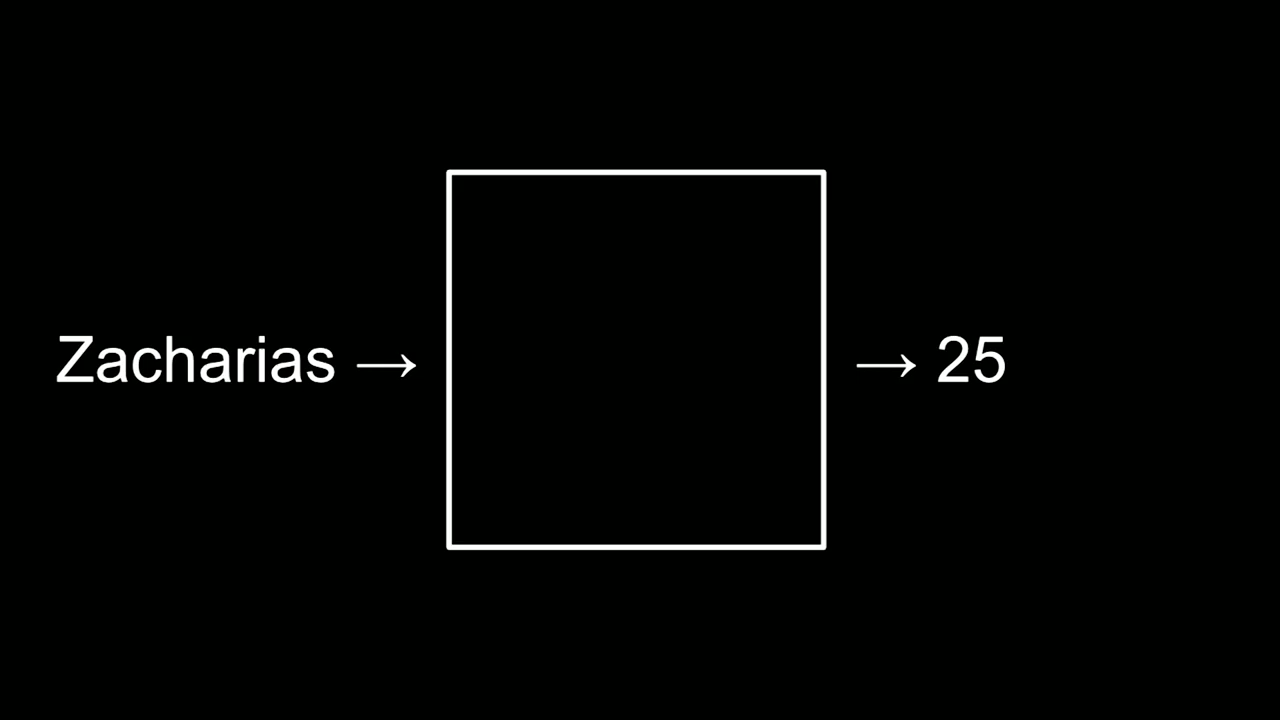 Zacharias → → 25